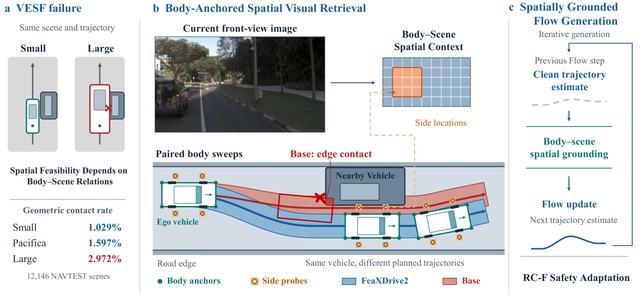 a VESF failure
Same scene and trajectory
Small Large
Spatial Feasibility Depends on
Body–Scene Relations
Geometric contact rate
Small 1.029%
Pacifica 1.597%
Large 2.972%
12,146 NAVTEST scenes
b Body-Anchored Spatial Visual Retrieval
Current front-view image
Body–Scene
Spatial Context
Side locations
Paired body sweeps
Base: edge contact
Nearby Vehicle
Ego vehicle
Road edge
Same vehicle, different planned trajectories
Body anchors Side probes FeaXDrive2 Base
c Spatially Grounded
Flow Generation
Iterative generation
Previous Flow step
Clean trajectory
estimate
Body–scene
spatial grounding
Flow update
Next trajectory estimate
RC-F Safety Adaptation